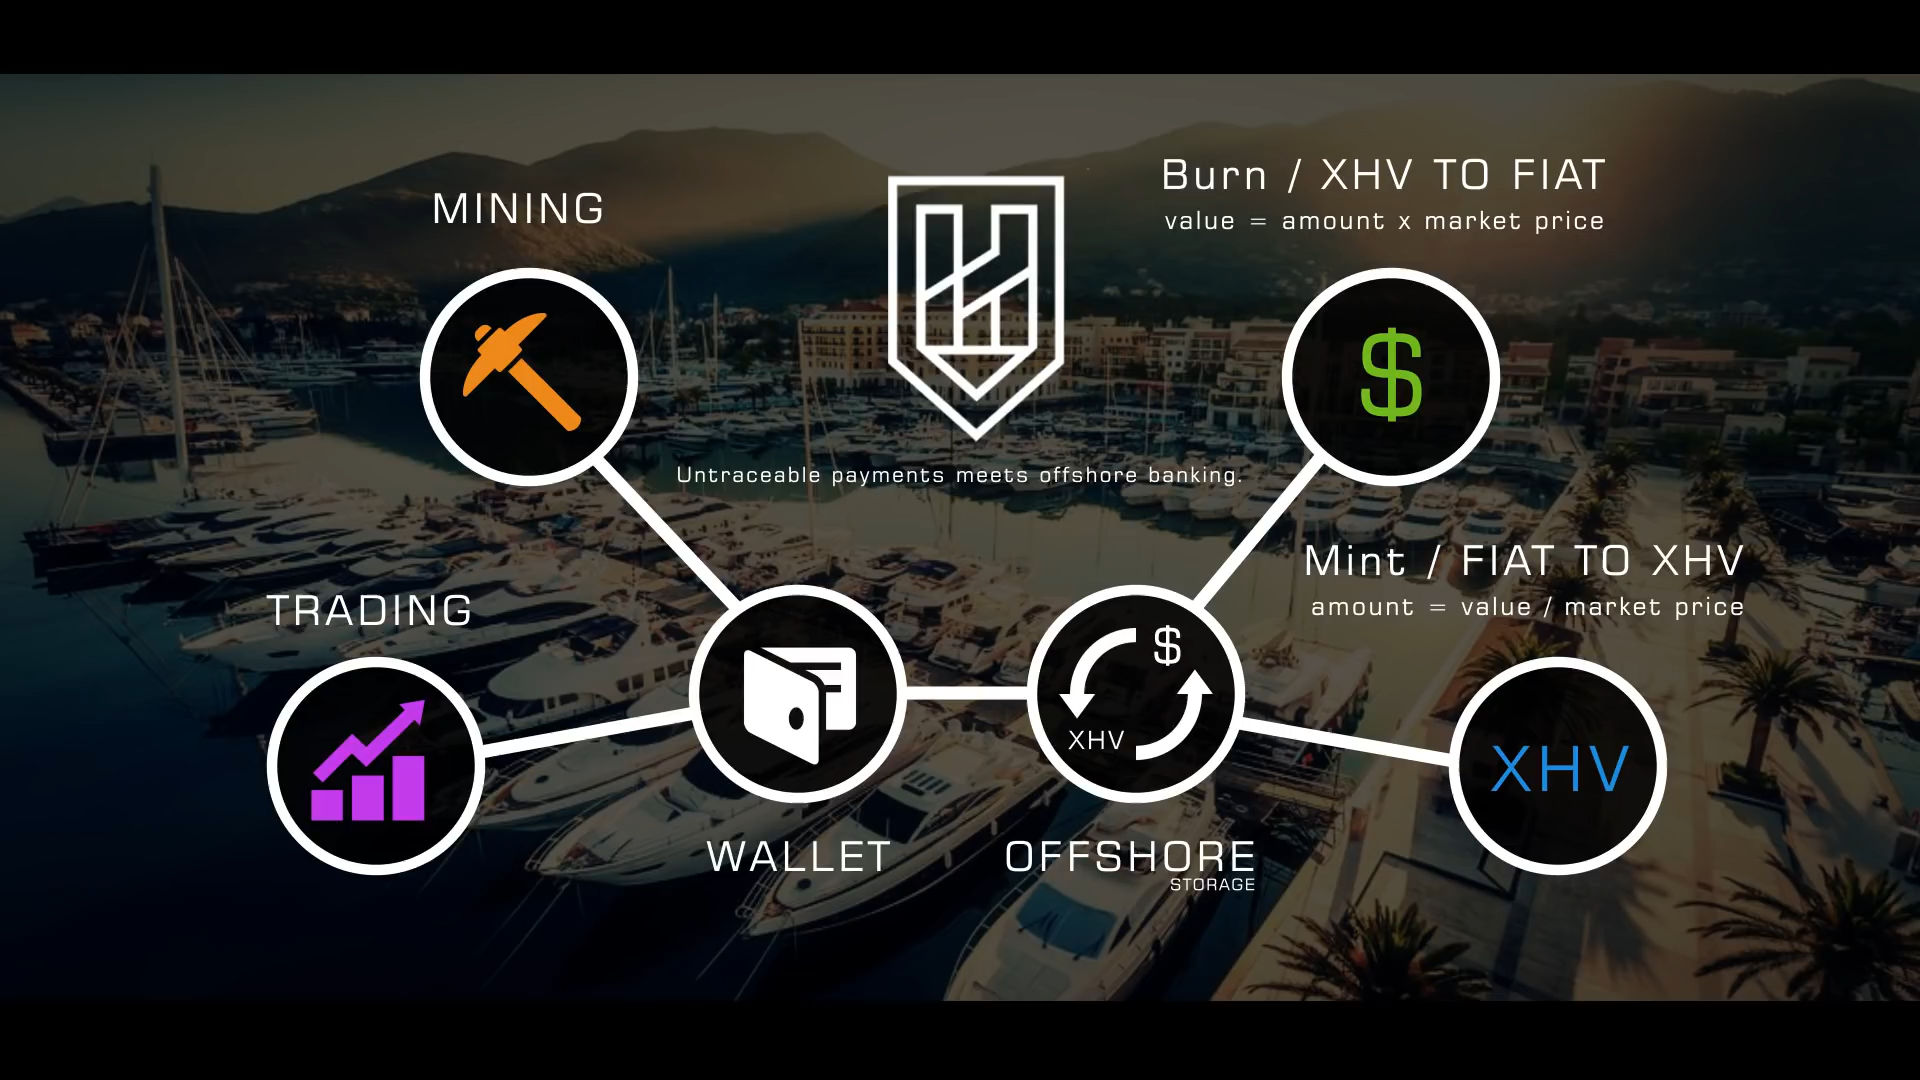 MINING
Burn / XHV TO FIAT
value = amount x market price
$
Untraceable payments meets offshore banking.
Mint / FIAT TO XHV
amount = value / market price
TRADING
$
XHV
XHV
WALLET
OFFSHORE
STORAGE